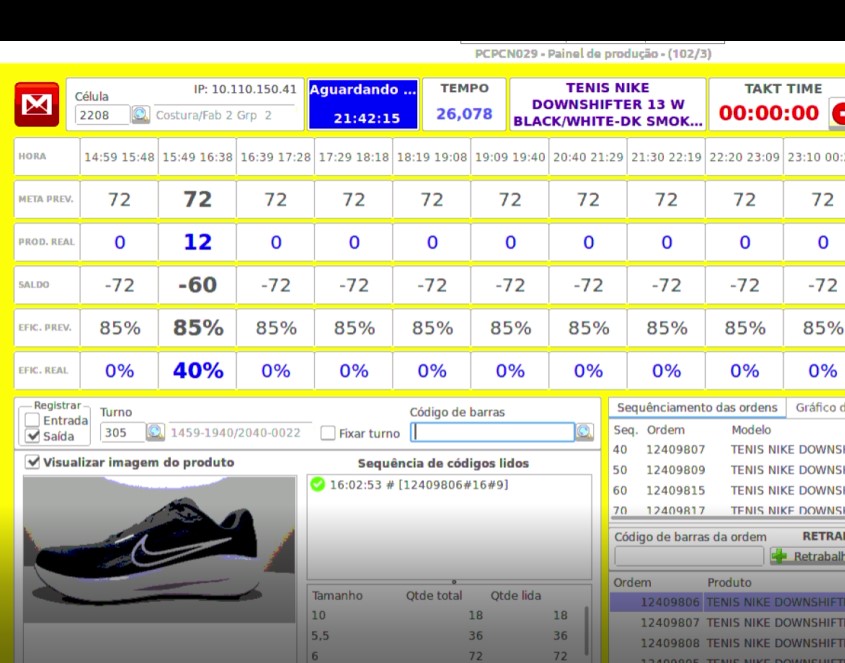 PCPCN029 - Painel de produção - (102/3)
Célula
IP: 10.110.150.41
2208
Costura/Fab 2 Grp 2
Aguardando ...
21:42:15
TEMPO
26,078
TENIS NIKE
DOWNSHIFTER 13 W
BLACK/WHITE-DK SMOK...
TAKT TIME
00:00:00
HORA 14:59 15:48 15:49 16:38 16:39 17:28 17:29 18:18 18:19 19:08 19:09 19:40 20:40 21:29 21:30 22:19 22:20 23:09 23:10 00:
META PREV. 72 72 72 72 72 72 72 72 72 72
PROD. REAL 0 12 0 0 0 0 0 0 0 0
SALDO -72 -60 -72 -72 -72 -72 -72 -72 -72 -72
EFIC. PREV. 85% 85% 85% 85% 85% 85% 85% 85% 85% 85%
EFIC. REAL 0% 40% 0% 0% 0% 0% 0% 0% 0% 0%
Registrar
Entrada
Saída
Turno
305
1459-1940/2040-0022
Fixar turno
Código de barras
Visualizar imagem do produto
Sequência de códigos lidos
16:02:53 # [12409806#16#9]
Tamanho Qtde total Qtde lida
10 18 18
5,5 36 36
6 72 72
Sequênciamento das ordens Gráfico d
Seq. Ordem Modelo
40 12409807 TENIS NIKE DOWNS
50 12409809 TENIS NIKE DOWNS
60 12409815 TENIS NIKE DOWNS
70 12409817 TENIS NIKE DOWNS
Código de barras da ordem RETRA
Retrabalh
Ordem Produto
12409806 TENIS NIKE DOWNSHIFT
12409807 TENIS NIKE DOWNSHIFT
12409808 TENIS NIKE DOWNSHIFT